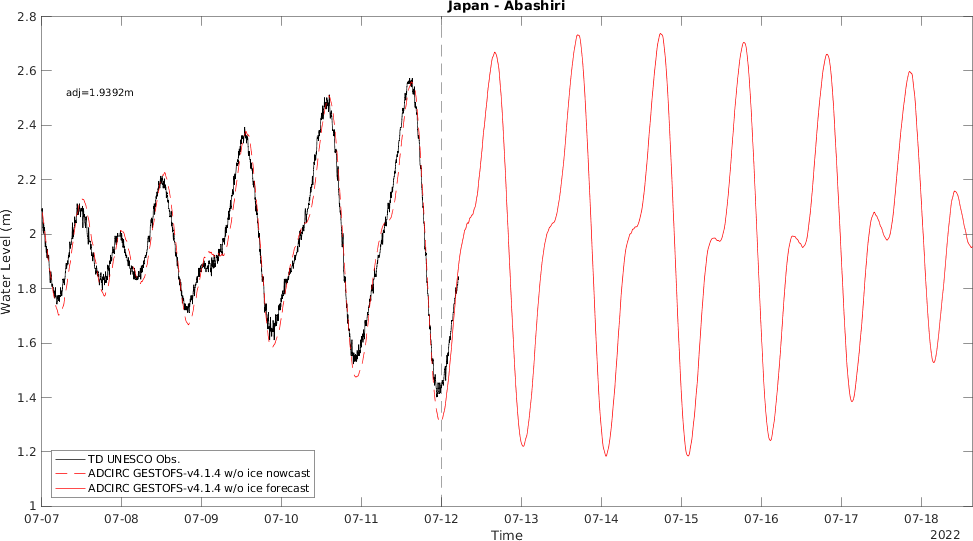 Japan - Abashiri
2.8
2.6
2.4
2.2
2
1.8
1.6
1.4
1.2
1
Water Level (m)
adj=1.9392m
TD UNESCO Obs.
ADCIRC GESTOFS-v4.1.4 w/o ice nowcast
ADCIRC GESTOFS-v4.1.4 w/o ice forecast
07-07 07-08 07-09 07-10 07-11 07-12 07-13 07-14 07-15 07-16 07-17 07-18
Time
2022